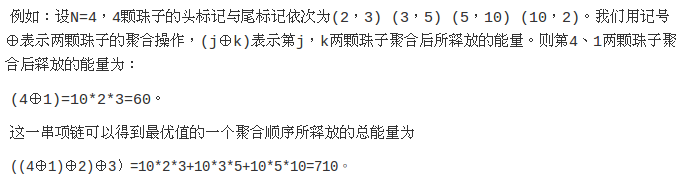 例如:设N=4,4颗珠子的头标记与尾标记依次为(2,3) (3,5) (5,10) (10,2)。我们用记号
⊕表示两颗珠子的聚合操作,(j⊕k)表示第j,k两颗珠子聚合后所释放的能量。则第4、1两颗珠子聚
合后释放的能量为:
(4⊕1)=10*2*3=60。
这一串项链可以得到最优值的一个聚合顺序所释放的总能量为
((4⊕1)⊕2)⊕3)=10*2*3+10*3*5+10*5*10=710。